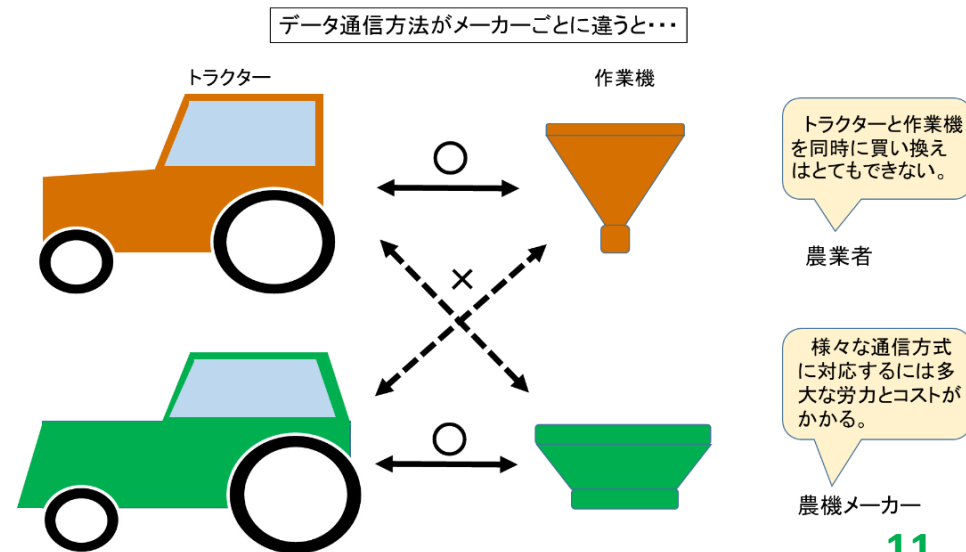 データ通信方法がメーカーごとに違うと･･･
トラクター
作業機
○
トラクターと作業機
を同時に買い換え
はとてもできない。
農業者
×
様々な通信方式
に対応するには多
大な労力とコストが
かかる。
○
農機メーカー
11